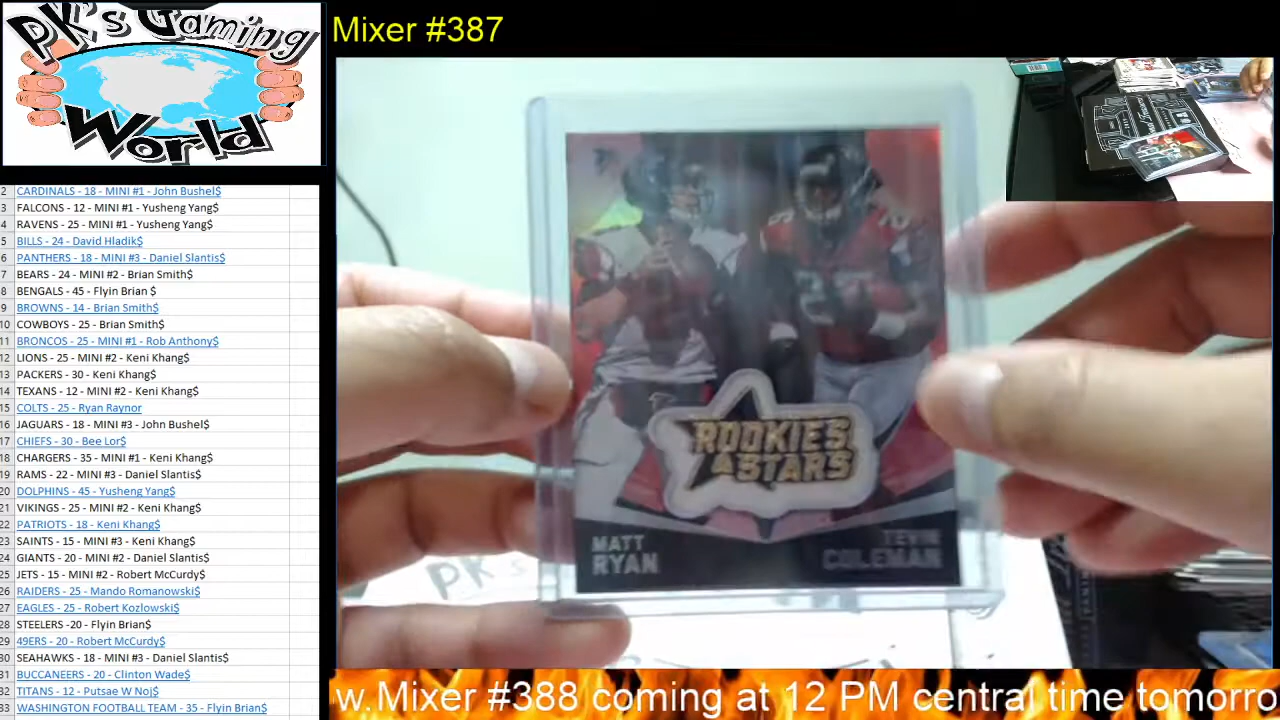 PK's Gaming
World
Mixer #387
2 CARDINALS - 18 - MINI #1 - John Bushel$
3 FALCONS - 12 - MINI #1 - Yusheng Yang$
4 RAVENS - 25 - MINI #1 - Yusheng Yang$
5 BILLS - 24 - David Hladik$
6 PANTHERS - 18 - MINI #3 - Daniel Slantis$
7 BEARS - 24 - MINI #2 - Brian Smith$
8 BENGALS - 45 - Flyin Brian $
9 BROWNS - 14 - Brian Smith$
10 COWBOYS - 25 - Brian Smith$
11 BRONCOS - 25 - MINI #1 - Rob Anthony$
12 LIONS - 25 - MINI #2 - Keni Khang$
13 PACKERS - 30 - Keni Khang$
14 TEXANS - 12 - MINI #2 - Keni Khang$
15 COLTS - 25 - Ryan Raynor
16 JAGUARS - 18 - MINI #3 - John Bushel$
17 CHIEFS - 30 - Bee Lor$
18 CHARGERS - 35 - MINI #1 - Keni Khang$
19 RAMS - 22 - MINI #3 - Daniel Slantis$
20 DOLPHINS - 45 - Yusheng Yang$
21 VIKINGS - 25 - MINI #2 - Keni Khang$
22 PATRIOTS - 18 - Keni Khang$
23 SAINTS - 15 - MINI #3 - Keni Khang$
24 GIANTS - 20 - MINI #2 - Daniel Slantis$
25 JETS - 15 - MINI #2 - Robert McCurdy$
26 RAIDERS - 25 - Mando Romanowski$
27 EAGLES - 25 - Robert Kozlowski$
28 STEELERS -20 - Flyin Brian$
29 49ERS - 20 - Robert McCurdy$
30 SEAHAWKS - 18 - MINI #3 - Daniel Slantis$
31 BUCCANEERS - 20 - Clinton Wade$
32 TITANS - 12 - Putsae W Noj$
33 WASHINGTON FOOTBALL TEAM - 35 - Flyin Brian$
ROOKIES
& STARS
MATT
RYAN
TEVIN
COLEMAN
PK's
w.Mixer #388 coming at 12 PM central time tomorro